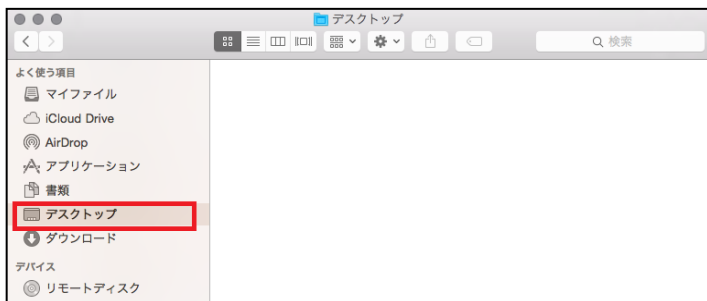 デスクトップ
検索
よく使う項目
マイファイル
iCloud Drive
AirDrop
アプリケーション
書類
デスクトップ
ダウンロード
デバイス
リモートディスク